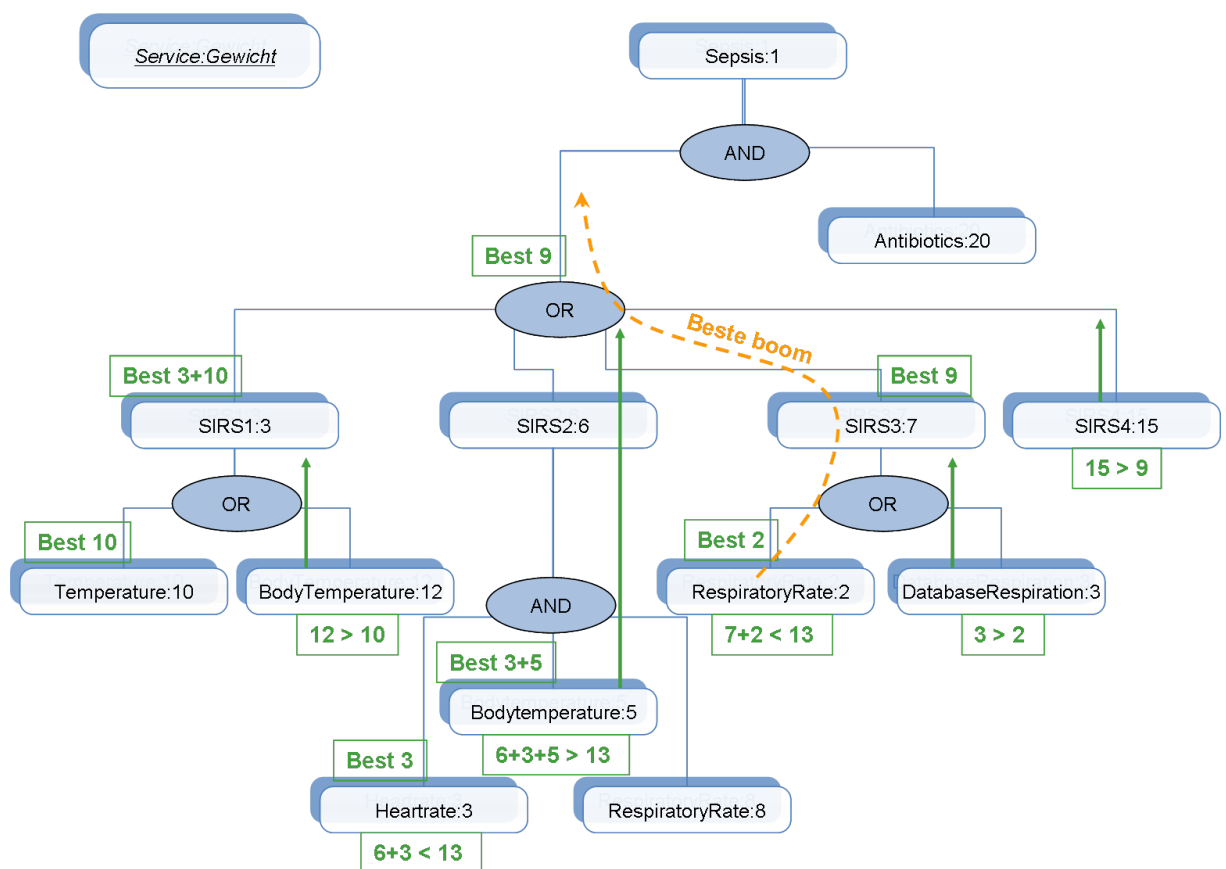 Service:Gewicht
Sepsis:1
AND
Antibiotics:20
Best 9
OR
Beste boom
Best 3+10
Best 9
SIRS1:3
SIRS2:6
SIRS3:7
SIRS4:15
15 > 9
OR
OR
Best 10
Best 2
Temperature:10
BodyTemperature:12
RespiratoryRate:2
DatabaseRespiration:3
12 > 10
AND
7+2 < 13
3 > 2
Best 3+5
Bodytemperature:5
6+3+5 > 13
Best 3
Heartrate:3
RespiratoryRate:8
6+3 < 13